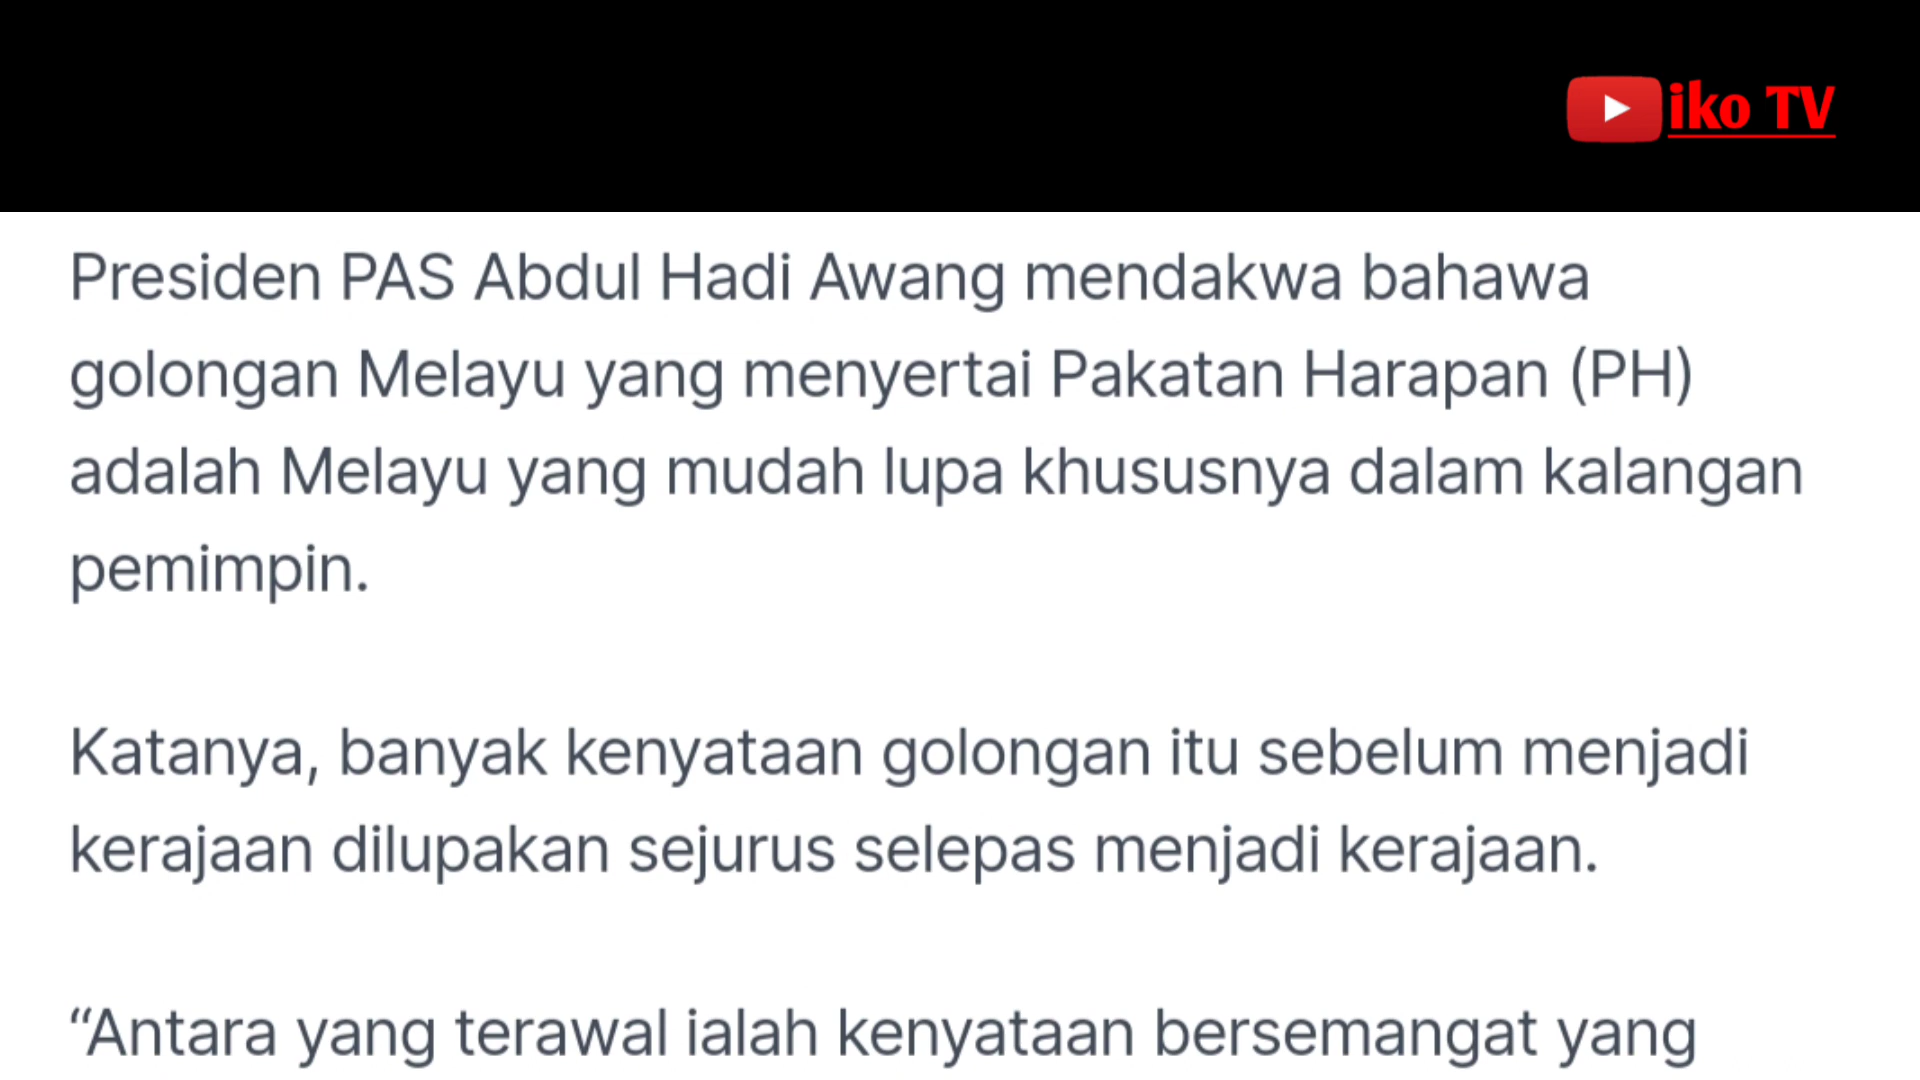 iko TV
Presiden PAS Abdul Hadi Awang mendakwa bahawa
golongan Melayu yang menyertai Pakatan Harapan (PH)
adalah Melayu yang mudah lupa khususnya dalam kalangan
pemimpin.
Katanya, banyak kenyataan golongan itu sebelum menjadi
kerajaan dilupakan sejurus selepas menjadi kerajaan.
“Antara yang terawal ialah kenyataan bersemangat yang